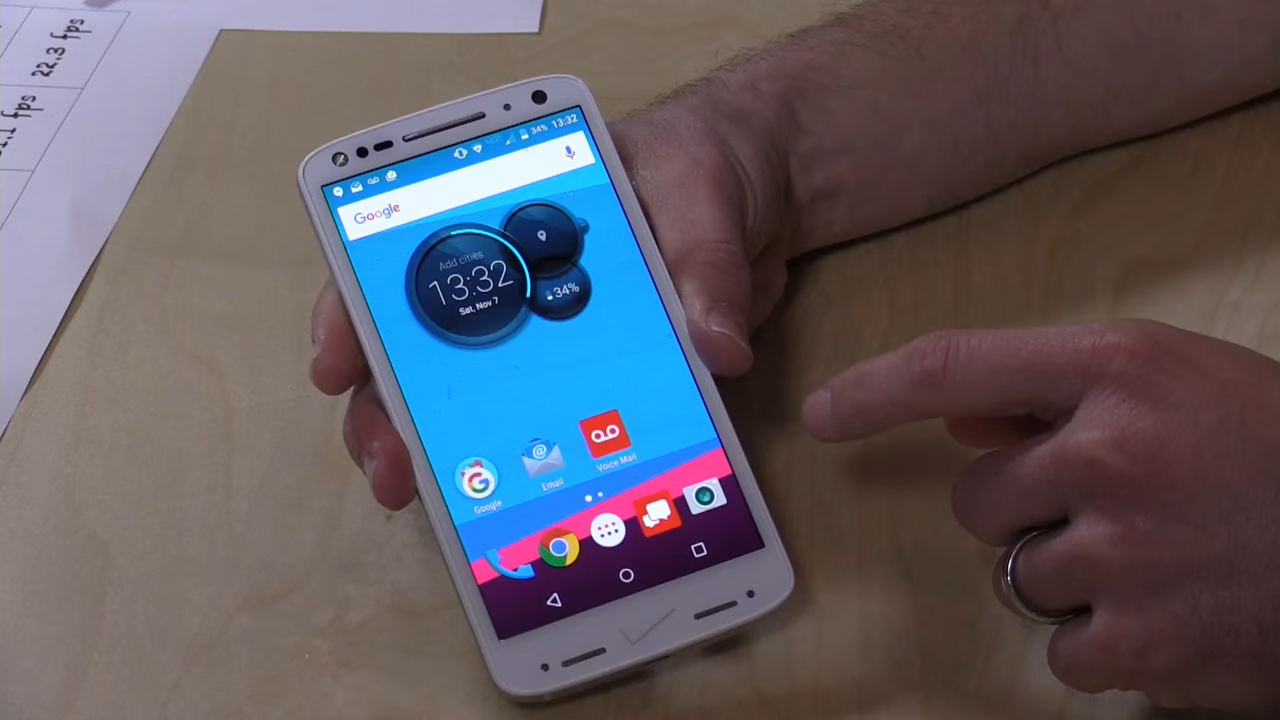 22.3 fps
.1 fps
34% 13:32
Google
Add cities
13:32
Sat, Nov 7
34%
Google
Email
Voice Mail